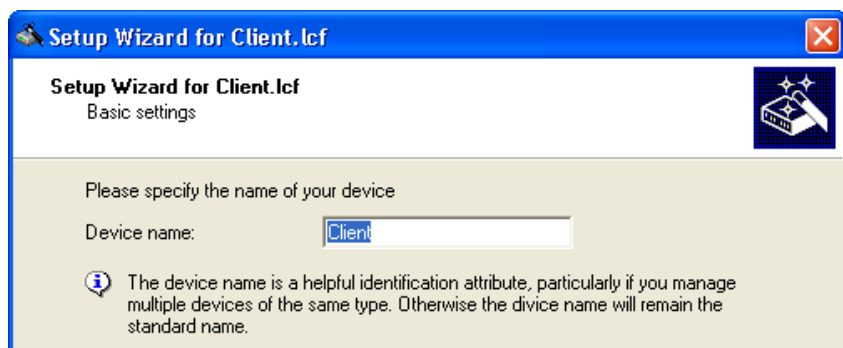 Setup Wizard for Client.lcf
Setup Wizard for Client.lcf
Basic settings
Please specify the name of your device
Device name:
Client
The device name is a helpful identification attribute, particularly if you manage
multiple devices of the same type. Otherwise the divice name will remain the
standard name.